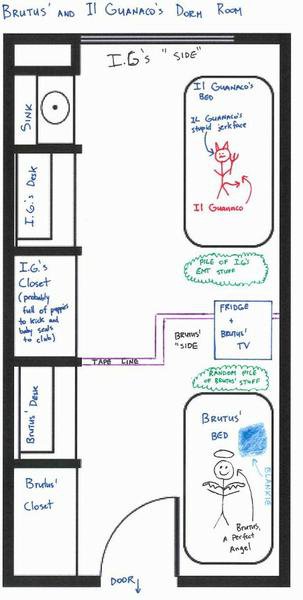 BRUTUS' AND IL GUANACO'S DORM ROOM
I.G.'s "SIDE"
SINK
Il GUANACO'S
BED
IL GUANACO'S
stupid jerkface
Il GUANACO
I.G.'s Desk
PILE OF I.G's
EMT STUFF
I.G.'s
Closet
(probably
full of puppies
to kick and
baby seals
to club)
FRIDGE
+
BRUTUS'
TV
BRUTUS'
"SIDE
TAPE LINE
RANDOM PILE
OF BRUTUS' STUFF
BRUTUS' DESK
BRUTUS'
BED
BLANKIE
Brutus,
A Perfect
Angel
Brutus'
Closet
DOOR